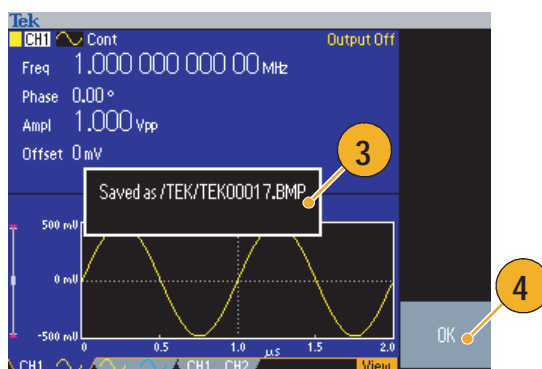 Tek
CH1 Cont Output Off
Freq 1.000 000 000 00 MHz
Phase 0.00 °
Ampl 1.000 Vpp
Offset 0 mV
3
Saved as /TEK/TEK00017.BMP
500 mV
0 mV
-500 mV
0 0.5 1.0 μs 1.5 2.0
4
OK
CH1 CH1 CH2 View